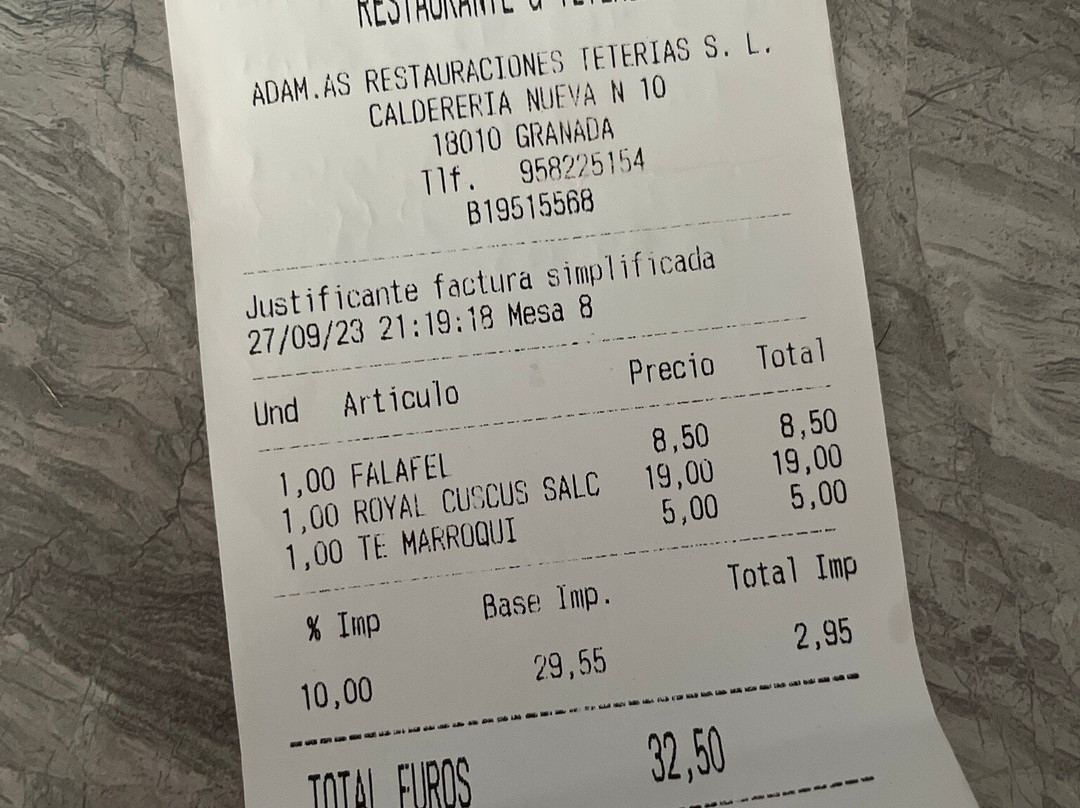 RESTAURANTE &
ADAM.AS RESTAURACIONES TETERIAS S. L.
CALDERERIA NUEVA N 10
18010 GRANADA
Tlf. 958225154
B19515568
Justificante factura simplificada
27/09/23 21:19:18 Mesa 8
Und Articulo Precio Total
1,00 FALAFEL 8,50 8,50
1,00 ROYAL CUSCUS SALC 19,00 19,00
1,00 TE MARROQUI 5,00 5,00
% Imp Base Imp. Total Imp
10,00 29,55 2,95
TOTAL EUROS 32,50